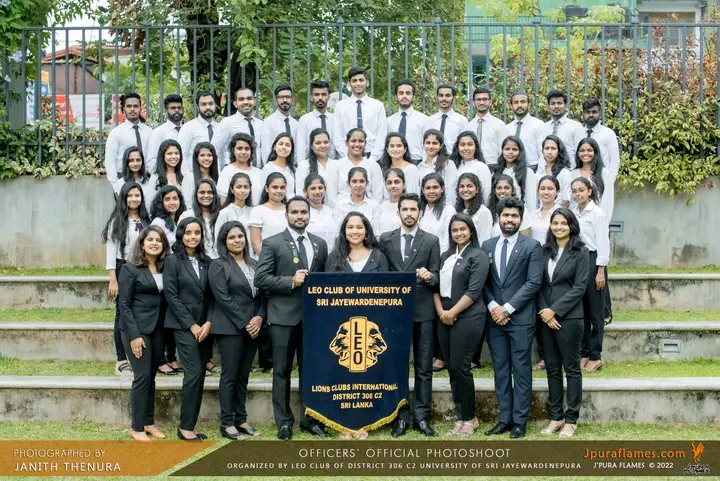 LEO CLUB OF UNIVERSITY OF
SRI JAYEWARDENEPURA
LEO
LIONS CLUBS INTERNATIONAL
DISTRICT 306 C2
SRI LANKA
PHOTOGRAPHED BY
JANITH THENURA
OFFICERS' OFFICIAL PHOTOSHOOT
ORGANIZED BY LEO CLUB OF DISTRICT 306 C2 UNIVERSITY OF SRI JAYEWARDENEPURA
Jpuraflames.com
J'PURA FLAMES © 2022